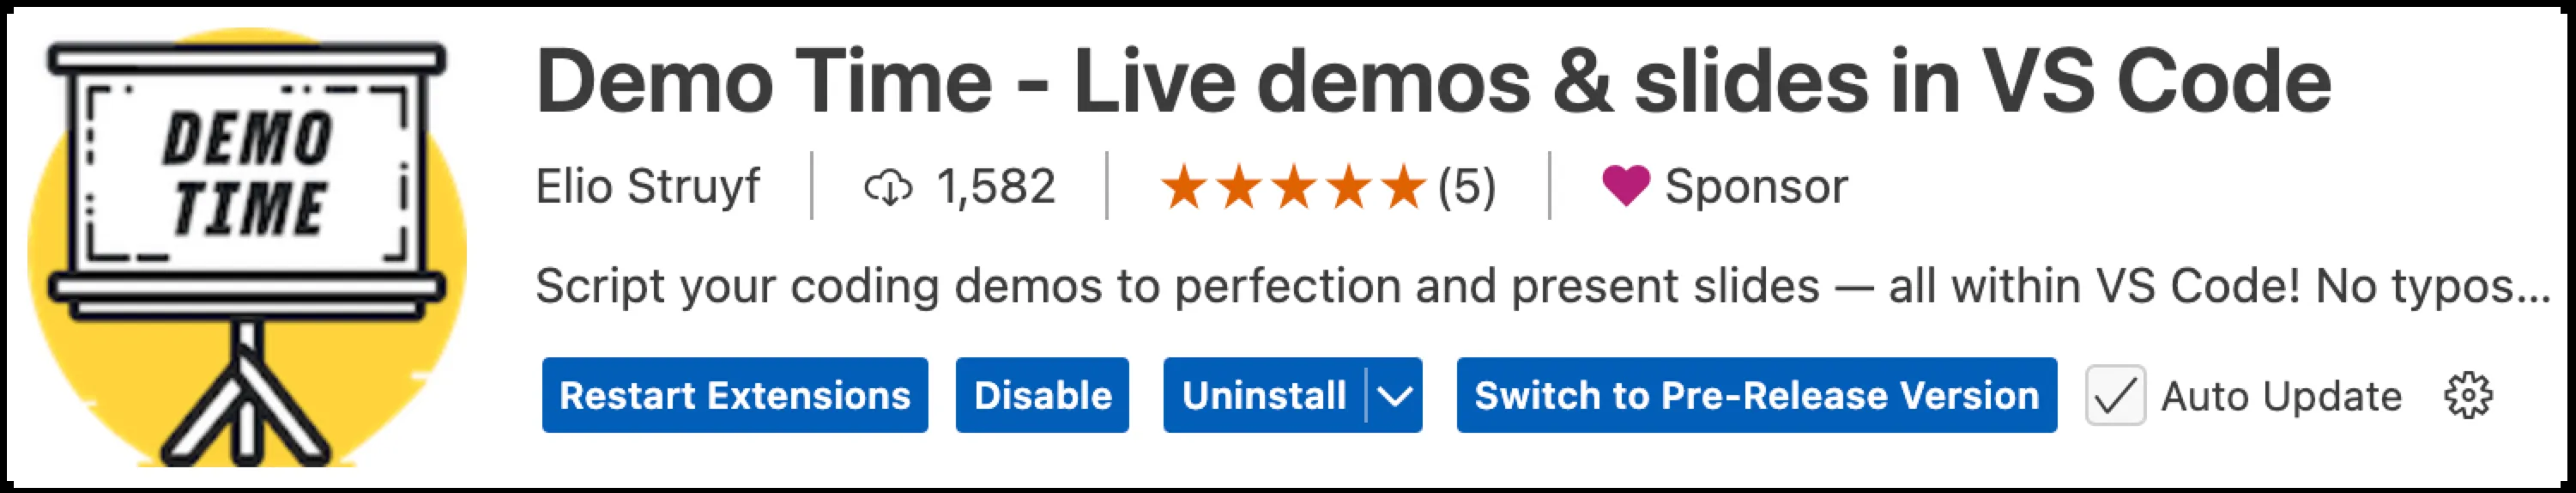 DEMO
TIME
Demo Time - Live demos & slides in VS Code
Elio Struyf 1,582 (5) Sponsor
Script your coding demos to perfection and present slides — all within VS Code! No typos...
Restart Extensions Disable Uninstall Switch to Pre-Release Version Auto Update